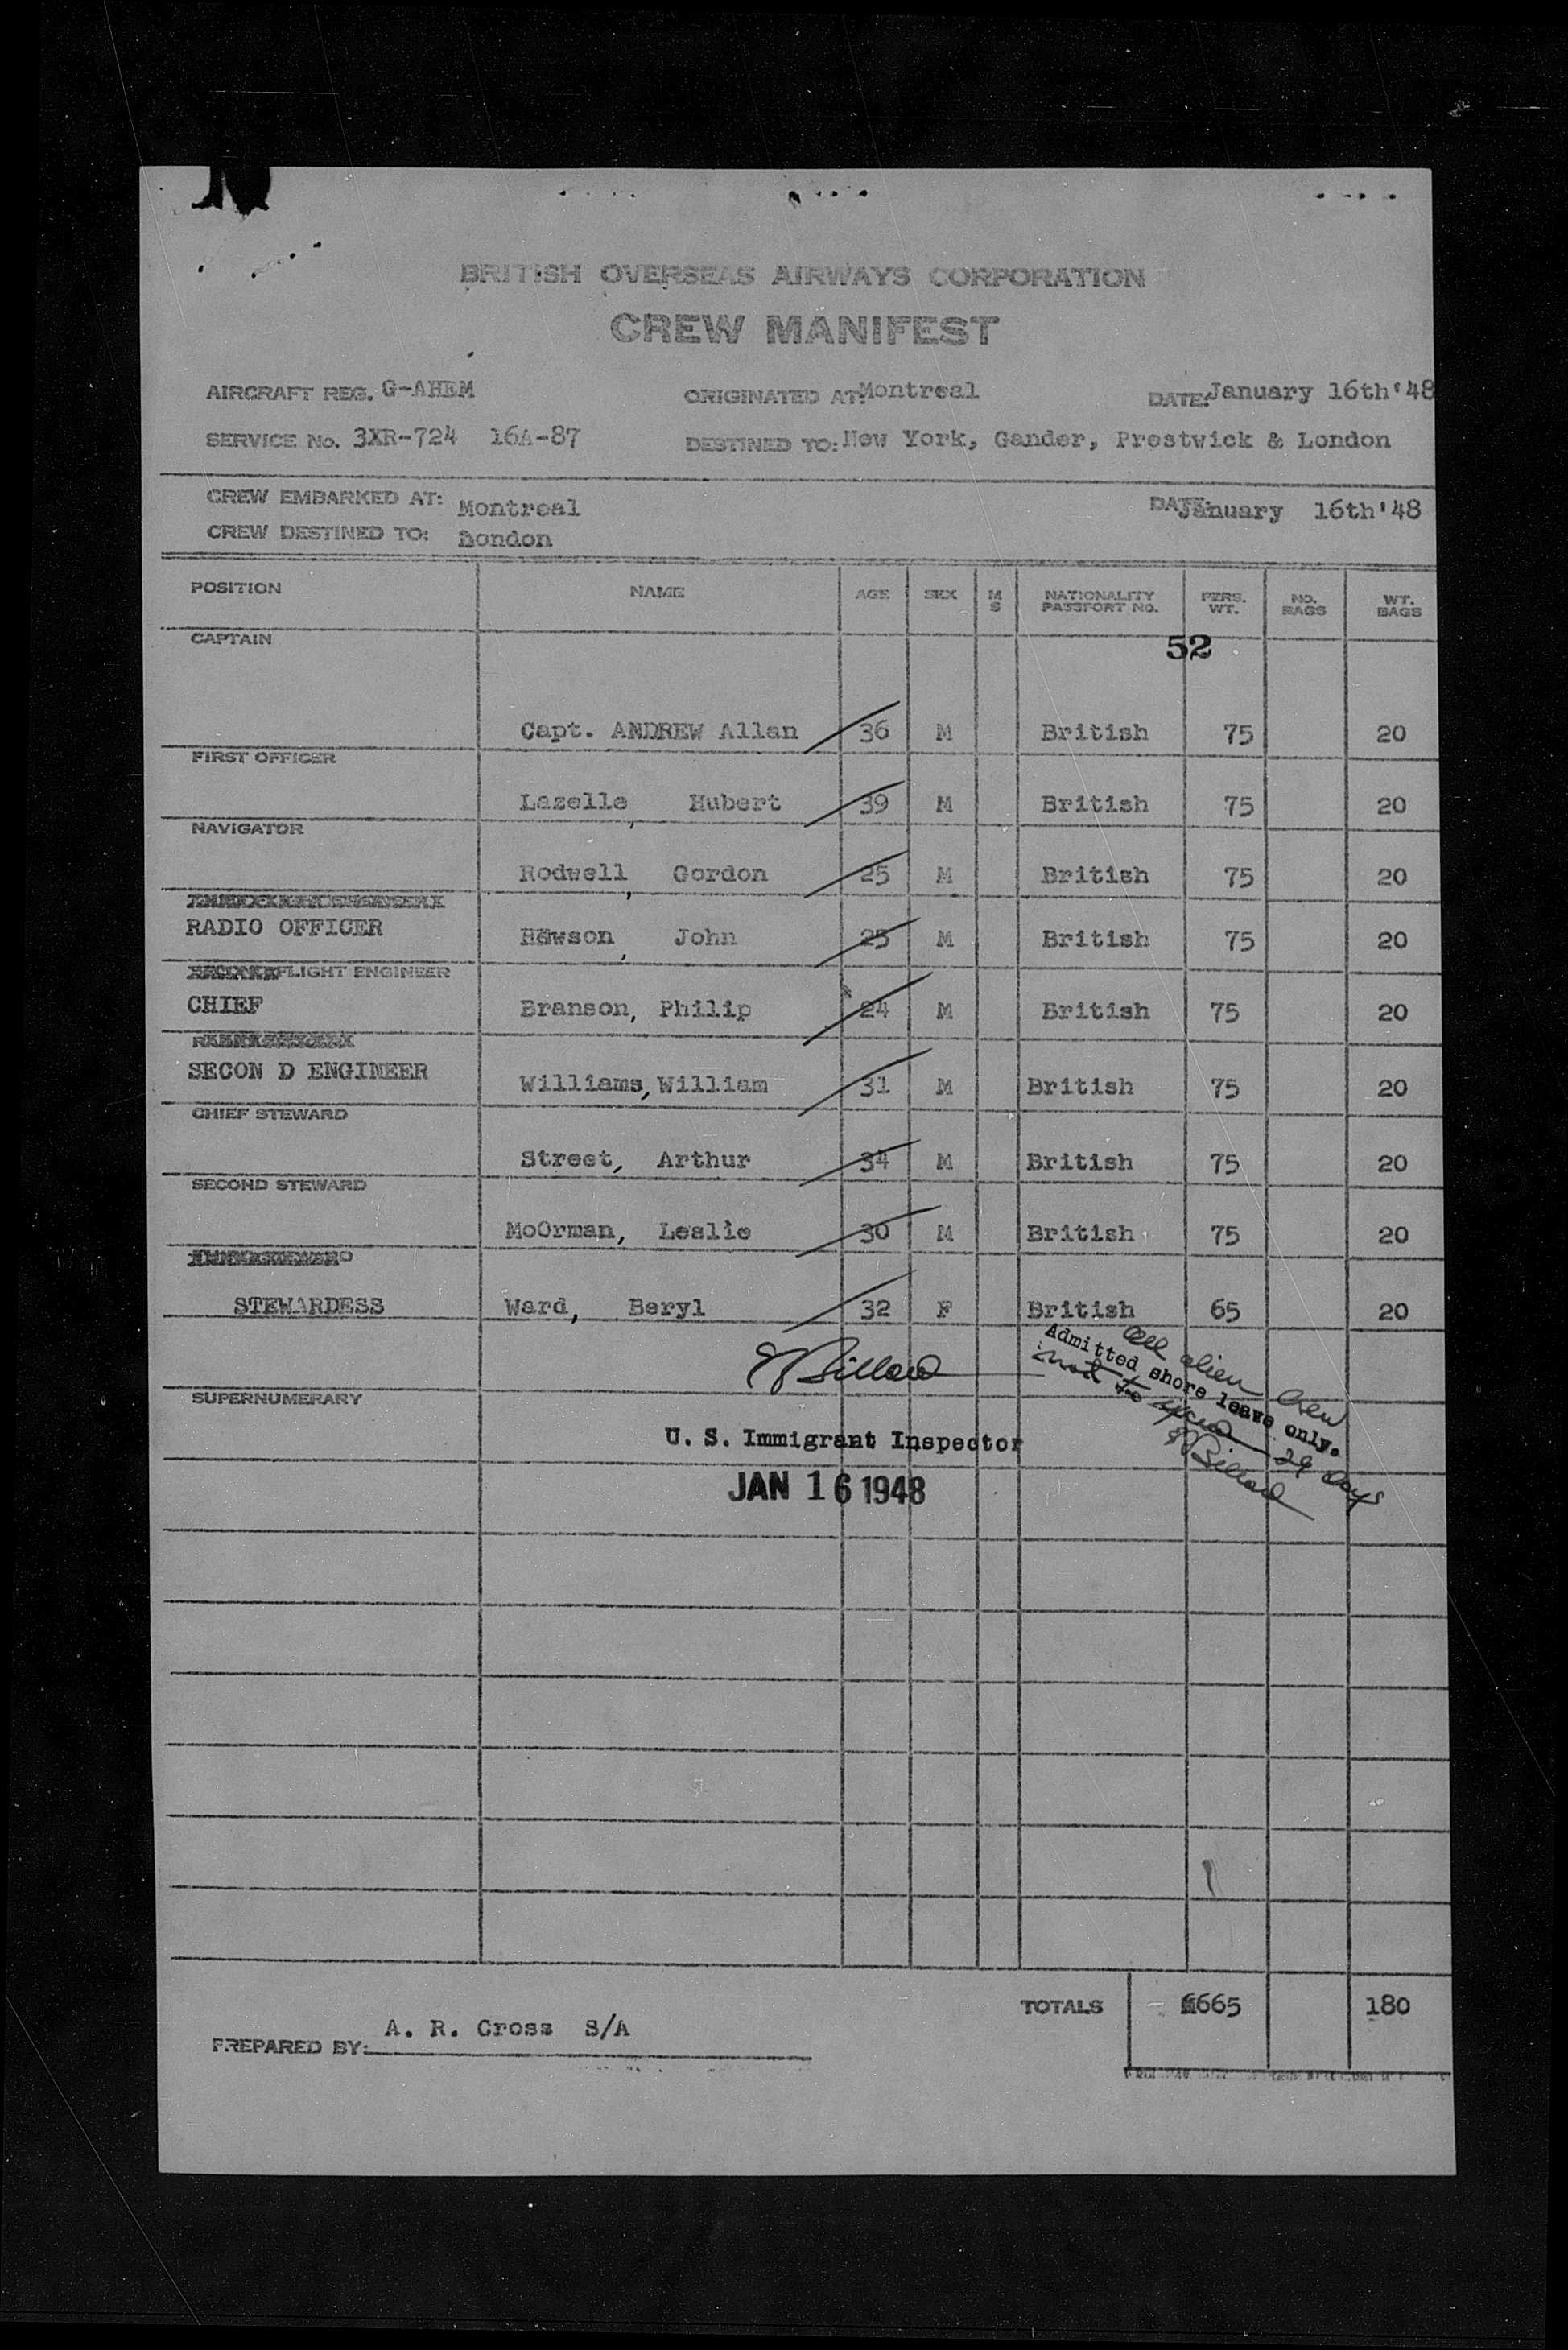 BRITISH OVERSEAS AIRWAYS CORPORATION
CREW MANIFEST
AIRCRAFT REG. G-AHEM ORIGINATED AT: Montreal DATE: January 16th'48
SERVICE No. 3XR-724 16A-87 DESTINED TO: New York, Gander, Prestwick & London
CREW EMBARKED AT: Montreal DATE: January 16th'48
CREW DESTINED TO: London
POSITION NAME AGE SEX M S NATIONALITY PASSPORT NO. PERS. WT. NO. BAGS WT. BAGS
CAPTAIN 52
Capt. ANDREW Allan 36 M British 75 20
FIRST OFFICER
Lazelle, Hubert 39 M British 75 20
NAVIGATOR
Rodwell, Gordon 25 M British 75 20
RADIO OFFICER Hawson, John 25 M British 75 20
FLIGHT ENGINEER
CHIEF Branson, Philip 24 M British 75 20
SECON D ENGINEER Williams, William 31 M British 75 20
CHIEF STEWARD
Street, Arthur 34 M British 75 20
SECOND STEWARD
MoOrman, Leslie 30 M British 75 20
STEWARDESS Ward, Beryl 32 F British 65 20
All alien crew
Admitted shore leave only.
not to exceed 29 days
Billard
Billard
SUPERNUMERARY
U. S. Immigrant Inspector
JAN 16 1948
TOTALS 665 180
PREPARED BY: A. R. Cross S/A